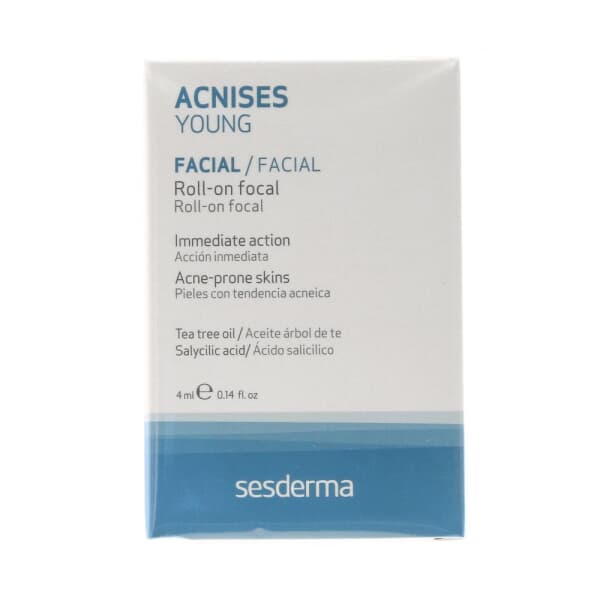 ACNISES
YOUNG
FACIAL / FACIAL
Roll-on focal
Roll-on focal
Immediate action
Acción inmediata
Acne-prone skins
Pieles con tendencia acneica
Tea tree oil / Aceite árbol de te
Salycilic acid/ Ácido salicilico
4 ml ℮ 0.14 fl. oz
sesderma